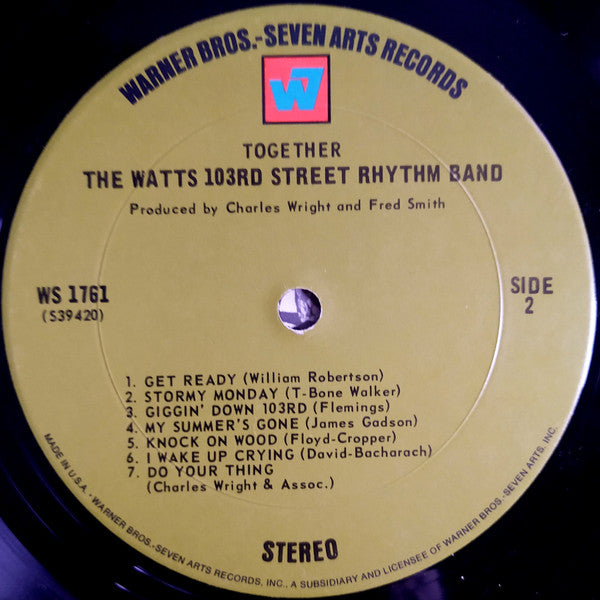 WARNER BROS.-SEVEN ARTS RECORDS
W7
TOGETHER
THE WATTS 103RD STREET RHYTHM BAND
Produced by Charles Wright and Fred Smith
WS 1761
(S39420)
SIDE
2
1. GET READY (William Robertson)
2. STORMY MONDAY (T-Bone Walker)
3. GIGGIN' DOWN 103RD (Flemings)
4. MY SUMMER'S GONE (James Gadson)
5. KNOCK ON WOOD (Floyd-Cropper)
6. I WAKE UP CRYING (David-Bacharach)
7. DO YOUR THING
(Charles Wright & Assoc.)
STEREO
MADE IN U.S.A. · WARNER BROS.-SEVEN ARTS RECORDS, INC., A SUBSIDIARY AND LICENSEE OF WARNER BROS.-SEVEN ARTS, INC.